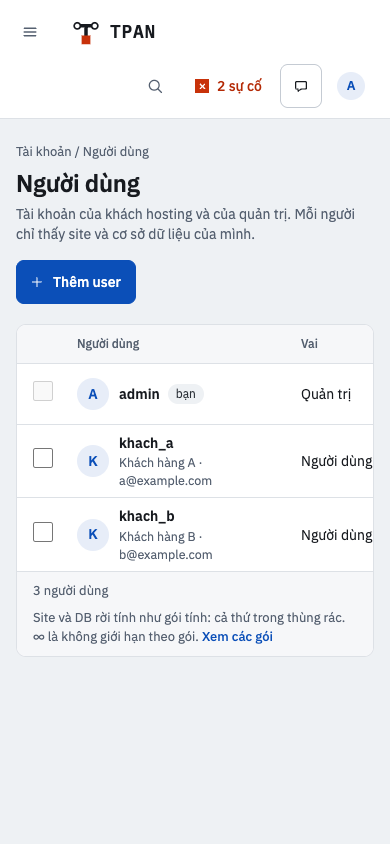 TPAN
2 sự cố
A
Tài khoản / Người dùng
Người dùng
Tài khoản của khách hosting và của quản trị. Mỗi người
chỉ thấy site và cơ sở dữ liệu của mình.
+ Thêm user
Người dùng Vai
A admin bạn Quản trị
khach_a
K Khách hàng A · Người dùng
a@example.com
khach_b
K Khách hàng B · Người dùng
b@example.com
3 người dùng
Site và DB rời tính như gói tính: cả thứ trong thùng rác.
∞ là không giới hạn theo gói. Xem các gói